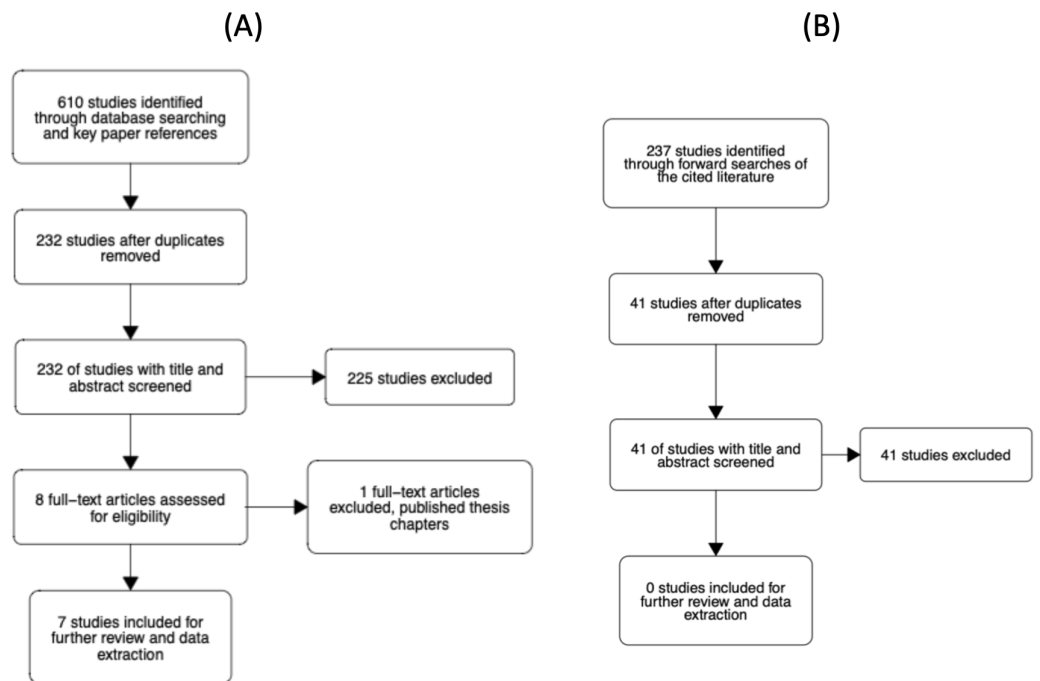 (A)
610 studies identified
through database searching
and key paper references
232 studies after duplicates
removed
232 of studies with title and
abstract screened
225 studies excluded
8 full–text articles assessed
for eligibility
1 full–text articles
excluded, published thesis
chapters
7 studies included for
further review and data
extraction
(B)
237 studies identified
through forward searches of
the cited literature
41 studies after duplicates
removed
41 of studies with title and
abstract screened
41 studies excluded
0 studies included for
further review and data
extraction